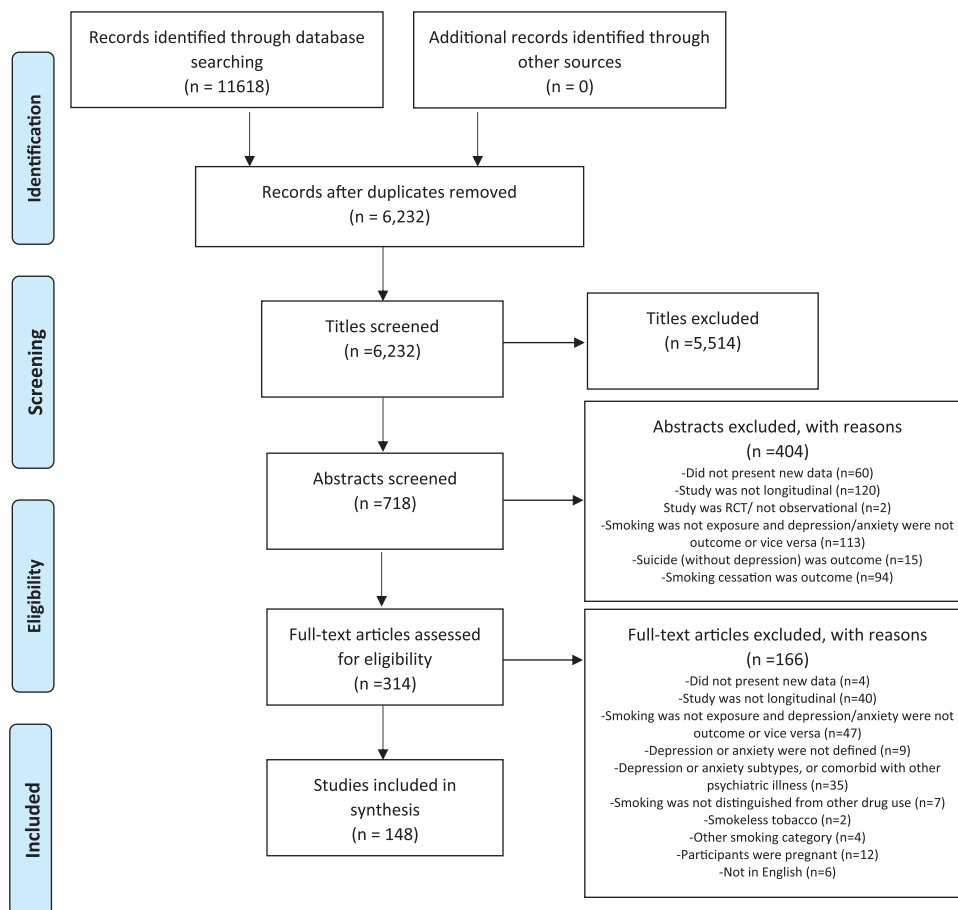 Records identified through database
searching
(n = 11618)
Additional records identified through
other sources
(n = 0)
Identification
Records after duplicates removed
(n = 6,232)
Screening
Titles screened
(n =6,232)
Titles excluded
(n =5,514)
Abstracts screened
(n =718)
Abstracts excluded, with reasons
(n =404)
-Did not present new data (n=60)
-Study was not longitudinal (n=120)
Study was RCT/ not observational (n=2)
-Smoking was not exposure and depression/anxiety were not
outcome or vice versa (n=113)
-Suicide (without depression) was outcome (n=15)
-Smoking cessation was outcome (n=94)
Eligibility
Full-text articles assessed
for eligibility
(n =314)
Full-text articles excluded, with reasons
(n =166)
-Did not present new data (n=4)
-Study was not longitudinal (n=40)
-Smoking was not exposure and depression/anxiety were not
outcome or vice versa (n=47)
-Depression or anxiety were not defined (n=9)
-Depression or anxiety subtypes, or comorbid with other
psychiatric illness (n=35)
-Smoking was not distinguished from other drug use (n=7)
-Smokeless tobacco (n=2)
-Other smoking category (n=4)
-Participants were pregnant (n=12)
-Not in English (n=6)
Included
Studies included in
synthesis
(n = 148)